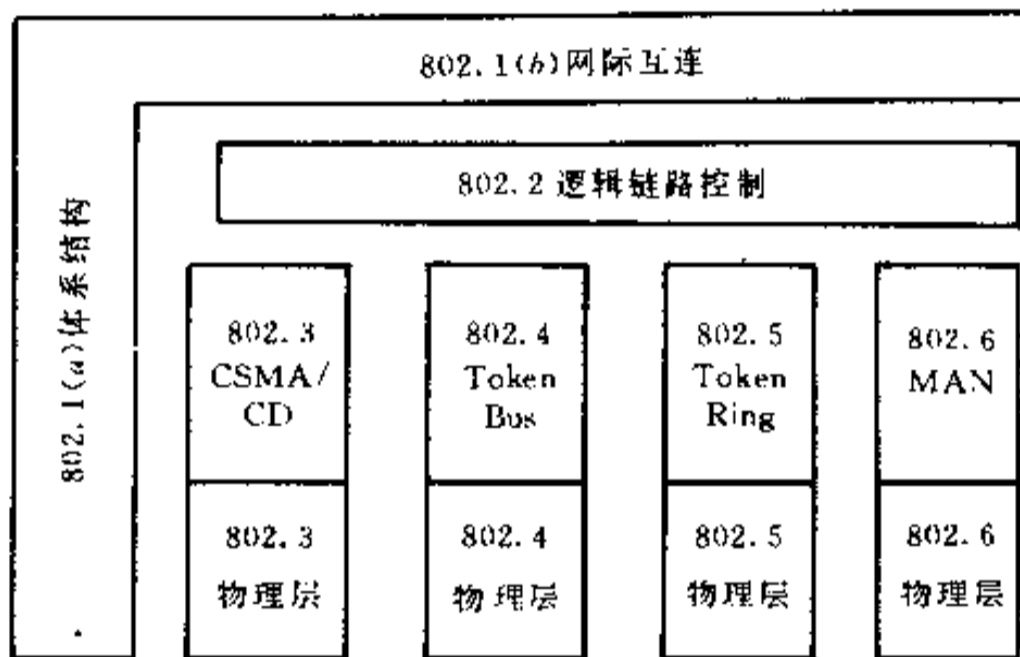 802.1(b)网际互连
802.2 逻辑链路控制
802.1(a)体系结构
802.3
CSMA/
CD
802.4
Token
Bus
802.5
Token
Ring
802.6
MAN
802.3
物理层
802.4
物理层
802.5
物理层
802.6
物理层